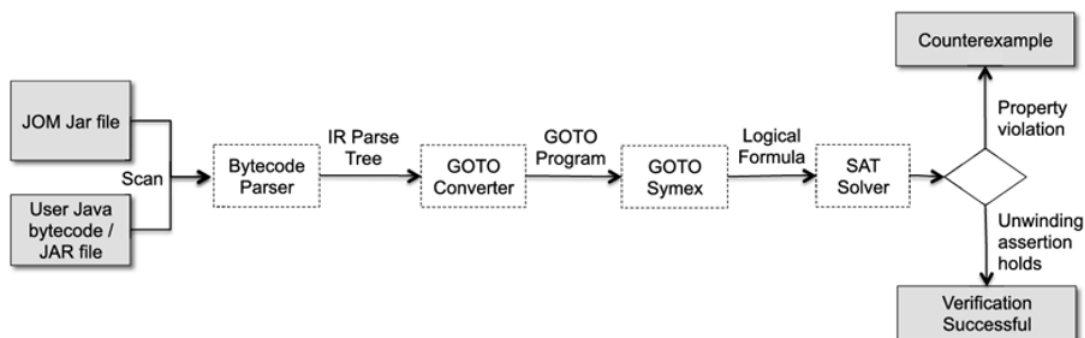 JOM Jar file
User Java
bytecode /
JAR file
Scan
Bytecode
Parser
IR Parse
Tree
GOTO
Converter
GOTO
Program
GOTO
Symex
Logical
Formula
SAT
Solver
Counterexample
Property
violation
Unwinding
assertion
holds
Verification
Successful